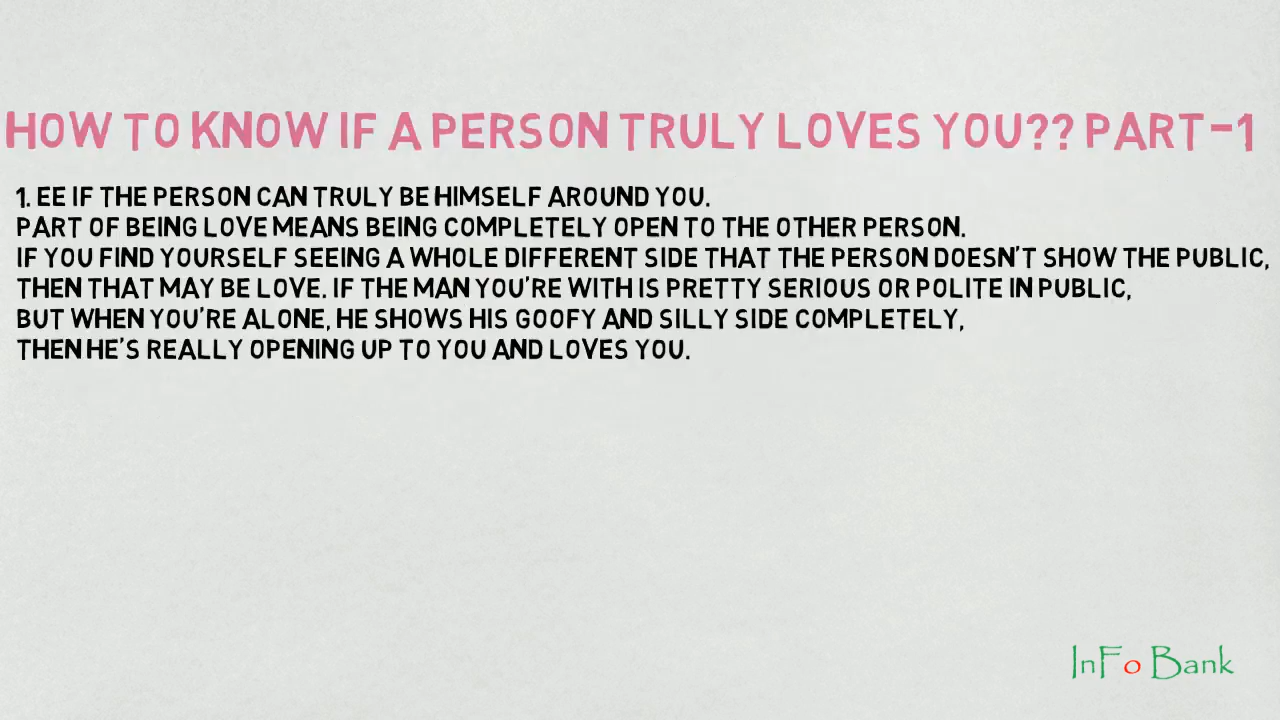 HOW TO KNOW IF A PERSON TRULY LOVES YOU?? PART-1
1. EE IF THE PERSON CAN TRULY BE HIMSELF AROUND YOU.
PART OF BEING LOVE MEANS BEING COMPLETELY OPEN TO THE OTHER PERSON.
IF YOU FIND YOURSELF SEEING A WHOLE DIFFERENT SIDE THAT THE PERSON DOESN'T SHOW THE PUBLIC,
THEN THAT MAY BE LOVE. IF THE MAN YOU'RE WITH IS PRETTY SERIOUS OR POLITE IN PUBLIC,
BUT WHEN YOU'RE ALONE, HE SHOWS HIS GOOFY AND SILLY SIDE COMPLETELY,
THEN HE'S REALLY OPENING UP TO YOU AND LOVES YOU.
InFo Bank